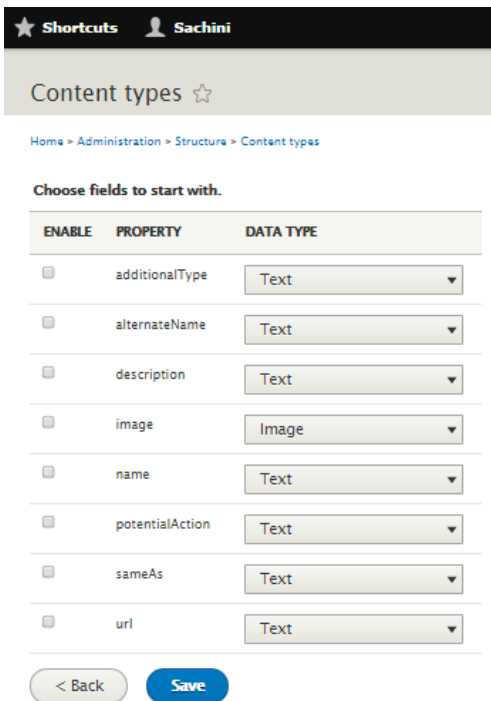 Shortcuts Sachini
Content types
Home » Administration » Structure » Content types
Choose fields to start with.
ENABLE PROPERTY DATA TYPE
additionalType Text
alternateName Text
description Text
image Image
name Text
potentialAction Text
sameAs Text
url Text
< Back Save